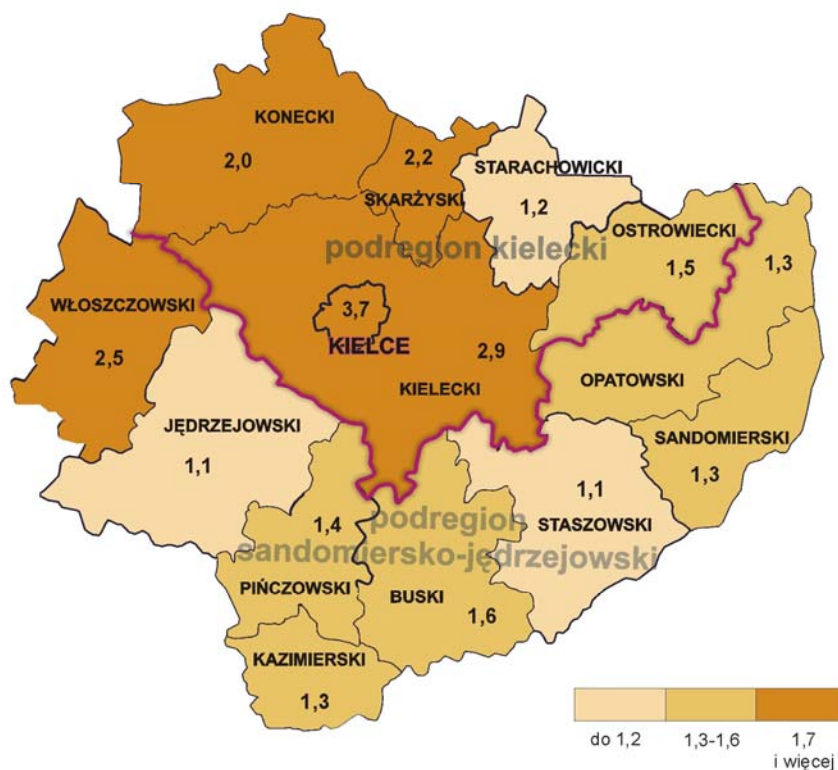 KONECKI
2,0
2,2
SKARŻYSKI
STARACHOWICKI
1,2
podregion kielecki
OSTROWIECKI
1,5
1,3
WŁOSZCZOWSKI
2,5
3,7
KIELCE
2,9
KIELECKI
OPATOWSKI
JĘDRZEJOWSKI
1,1
SANDOMIERSKI
1,3
1,1
STASZOWSKI
1,4
podregion
sandomiersko-jędrzejowski
PIŃCZOWSKI
BUSKI
1,6
KAZIMIERSKI
1,3
do 1,2
1,3-1,6
1,7
i więcej